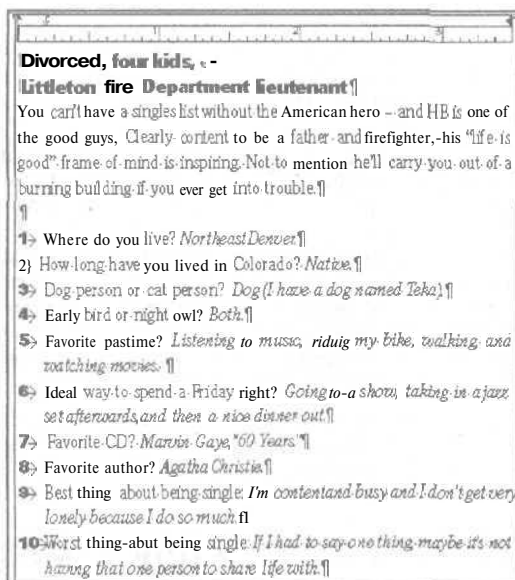 Divorced, four kids, -
Littleton fire Department lieutenant¶
You can't have a singles list without the American hero – and HB is one of
the good guys, Clearly content to be a father and firefighter,-his "life is
good" frame of mind is inspiring. Not to mention he'll carry you out of a
burning building if you ever get into trouble.¶
¶
1) Where do you live? Northeast Denver.¶
2} How long have you lived in Colorado? Native.¶
3) Dog person or cat person? Dog (I have a dog named Teka).¶
4) Early bird or night owl? Both.¶
5) Favorite pastime? Listening to music, riduig my bike, walking and
watching movies. ¶
6) Ideal way to spend a Friday right? Going to-a show, taking in a jazz
set afterwards, and then a nice dinner out.¶
7) Favorite CD? Marvin Gaye, "60 Years"¶
8) Favorite author? Agatha Christie.¶
9) Best thing about being single: I'm content and busy and I don't get very
lonely because I do so much.fl
10) Worst thing-abut being single: If I had to say one thing maybe it's not
having that one person to share life with.¶